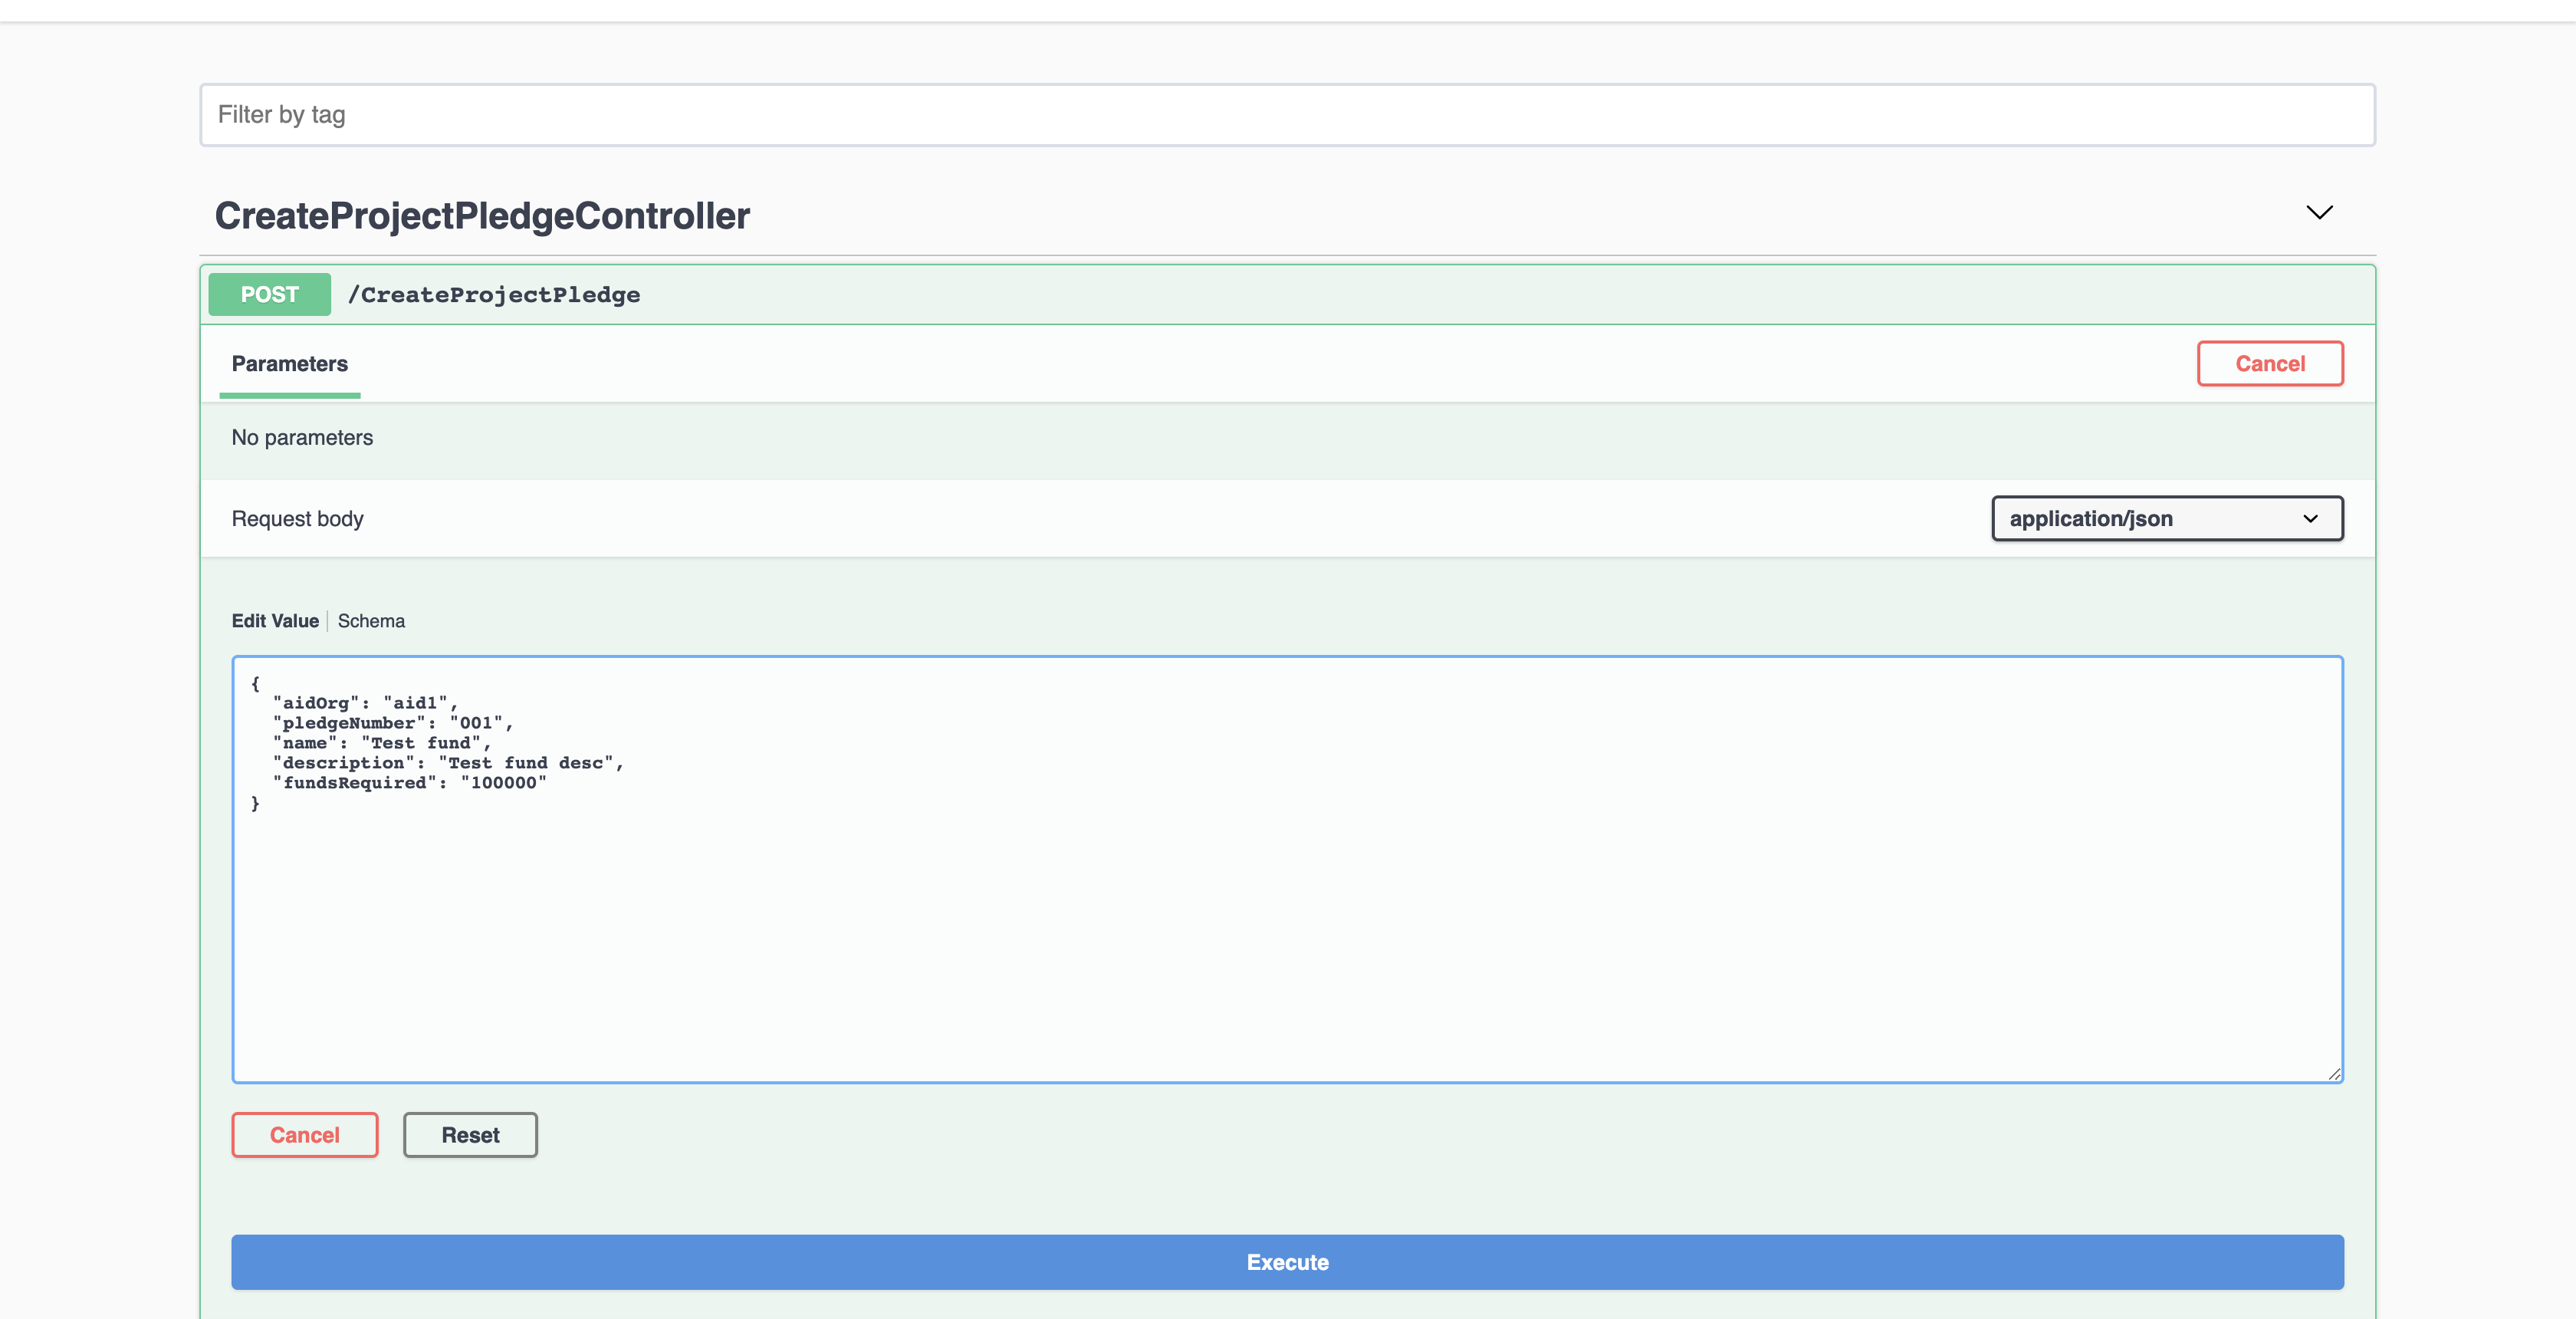 Filter by tag
CreateProjectPledgeController
POST /CreateProjectPledge
Parameters Cancel
No parameters
Request body application/json
Edit Value Schema
{
"aidOrg": "aid1",
"pledgeNumber": "001",
"name": "Test fund",
"description": "Test fund desc",
"fundsRequired": "100000"
}
Cancel Reset
Execute